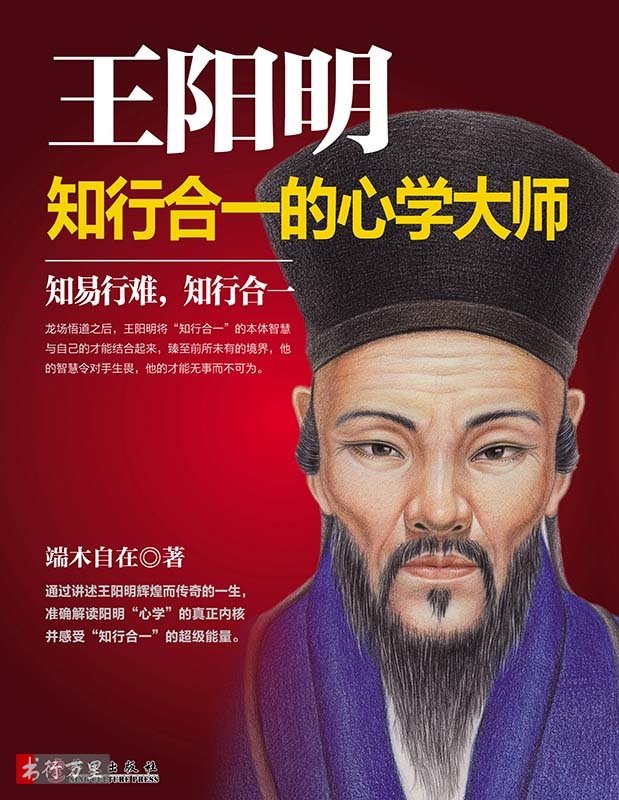 王阳明
知行合一的心学大师
知易行难，知行合一
龙场悟道之后，王阳明将“知行合一”的本体智慧
与自己的才能结合起来，臻至前所未有的境界，他
的智慧令对手生畏，他的才能无事而不可为。
端木自在◎著
通过讲述王阳明辉煌而传奇的一生，
准确解读阳明“心学”的真正内核
并感受“知行合一”的超级能量。
书行万里出版社
CULTURE PRESS